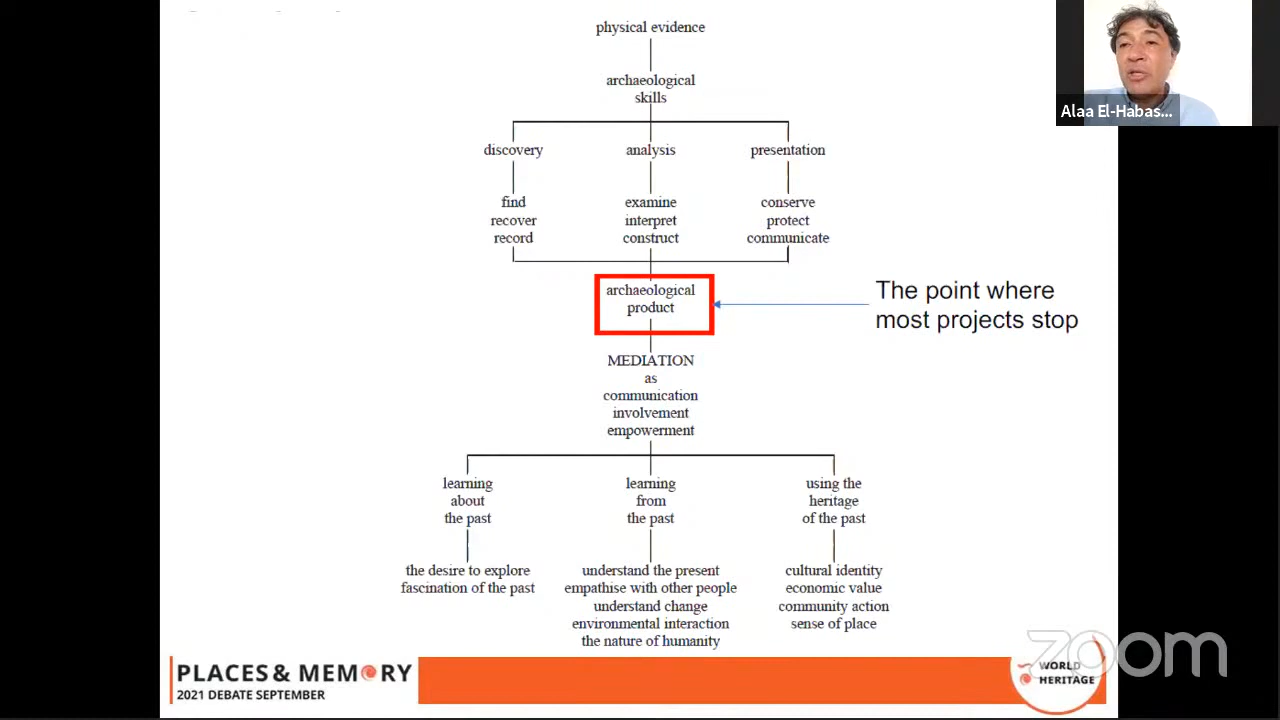 physical evidence
archaeological
skills
discovery
analysis
presentation
find
recover
record
examine
interpret
construct
conserve
protect
communicate
archaeological
product
The point where
most projects stop
MEDIATION
as
communication
involvement
empowerment
learning
about
the past
learning
from
the past
using the
heritage
of the past
the desire to explore
fascination of the past
understand the present
empathise with other people
understand change
environmental interaction
the nature of humanity
cultural identity
economic value
community action
sense of place
PLACES & MEMORY
2021 DEBATE SEPTEMBER
WORLD
HERITAGE
zoom
Alaa El-Habas...